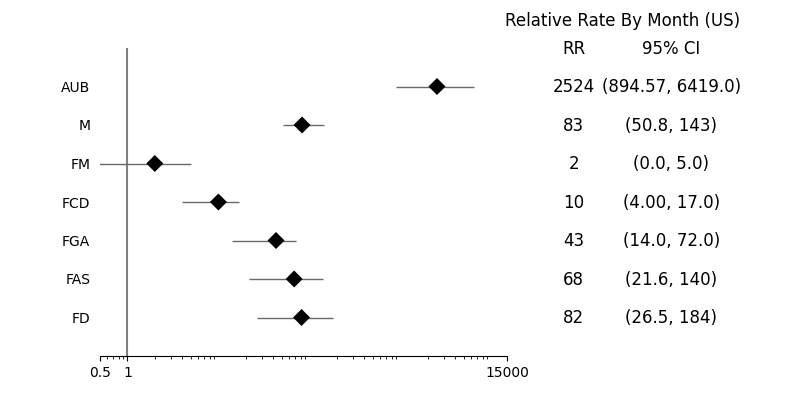 Relative Rate By Month (US)
RR 95% CI
AUB 2524 (894.57, 6419.0)
M 83 (50.8, 143)
FM 2 (0.0, 5.0)
FCD 10 (4.00, 17.0)
FGA 43 (14.0, 72.0)
FAS 68 (21.6, 140)
FD 82 (26.5, 184)
0.5 1 15000